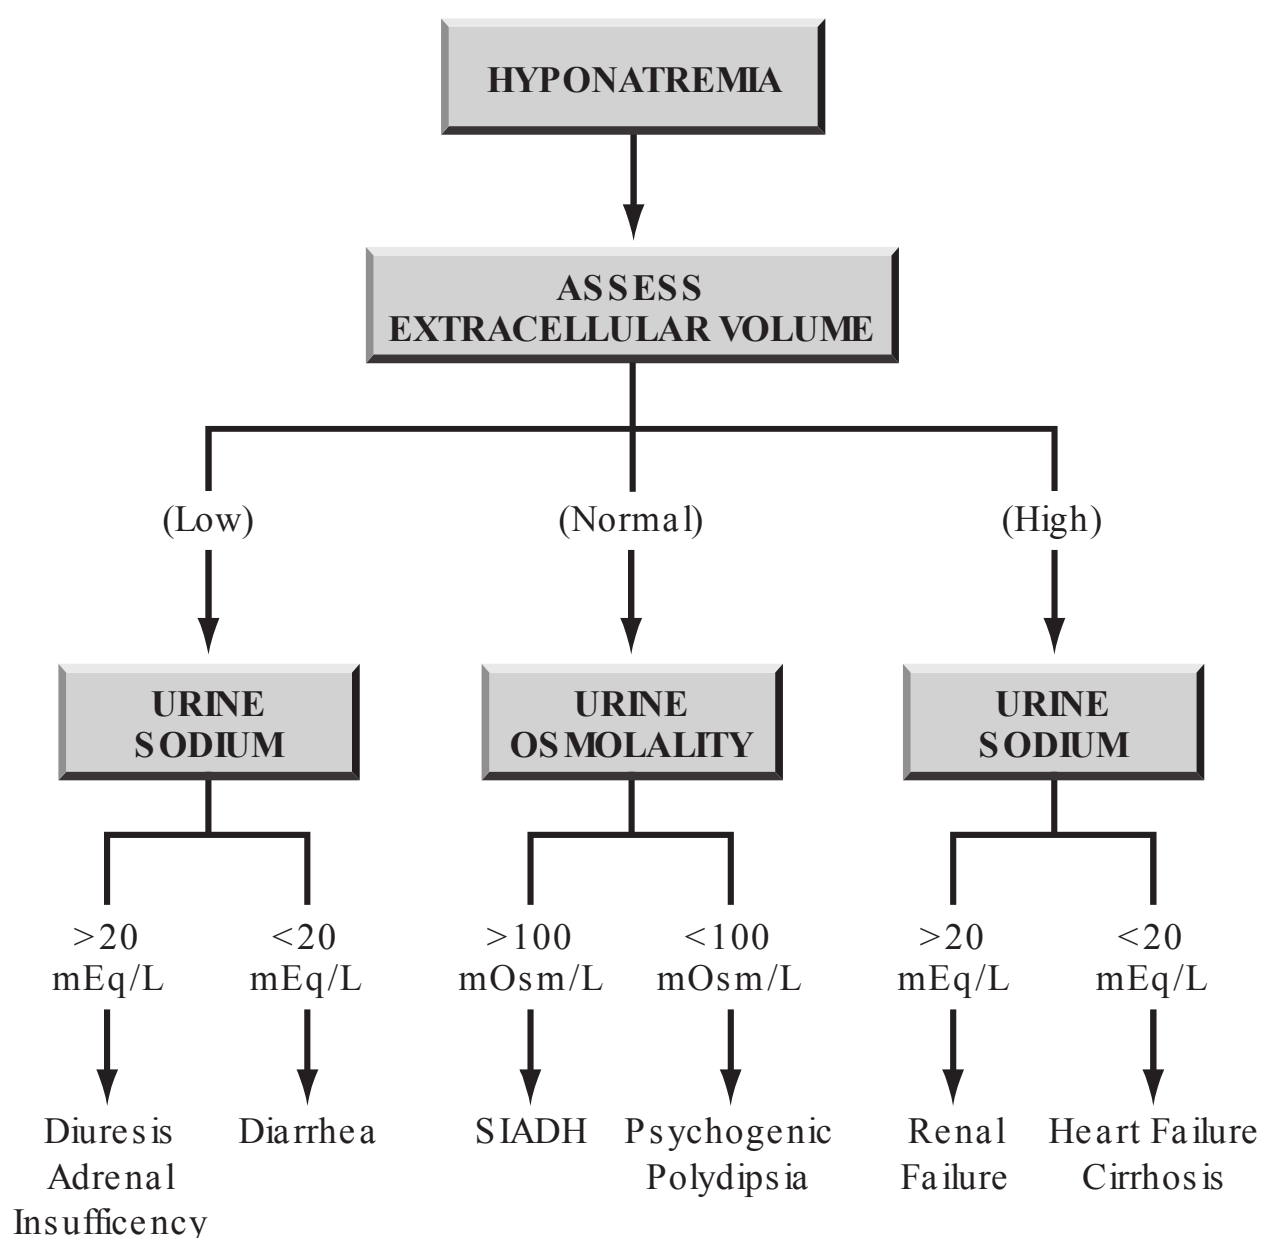 HYPONATREMIA
ASSESS
EXTRACELLULAR VOLUME
(Low)
(Normal)
(High)
URINE
SODIUM
URINE
OSMOLALITY
URINE
SODIUM
>20
mEq/L
<20
mEq/L
>100
mOsm/L
<100
mOsm/L
>20
mEq/L
<20
mEq/L
Diuresis
Adrenal
Insufficency
Diarrhea
SIADH
Psychogenic
Polydipsia
Renal
Failure
Heart Failure
Cirrhosis